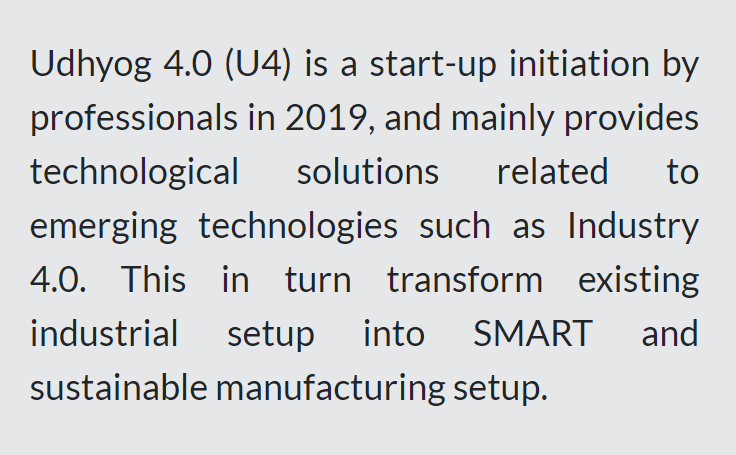 Udhyog 4.0 (U4) is a start-up initiation by
professionals in 2019, and mainly provides
technological solutions related to
emerging technologies such as Industry
4.0. This in turn transform existing
industrial setup into SMART and
sustainable manufacturing setup.